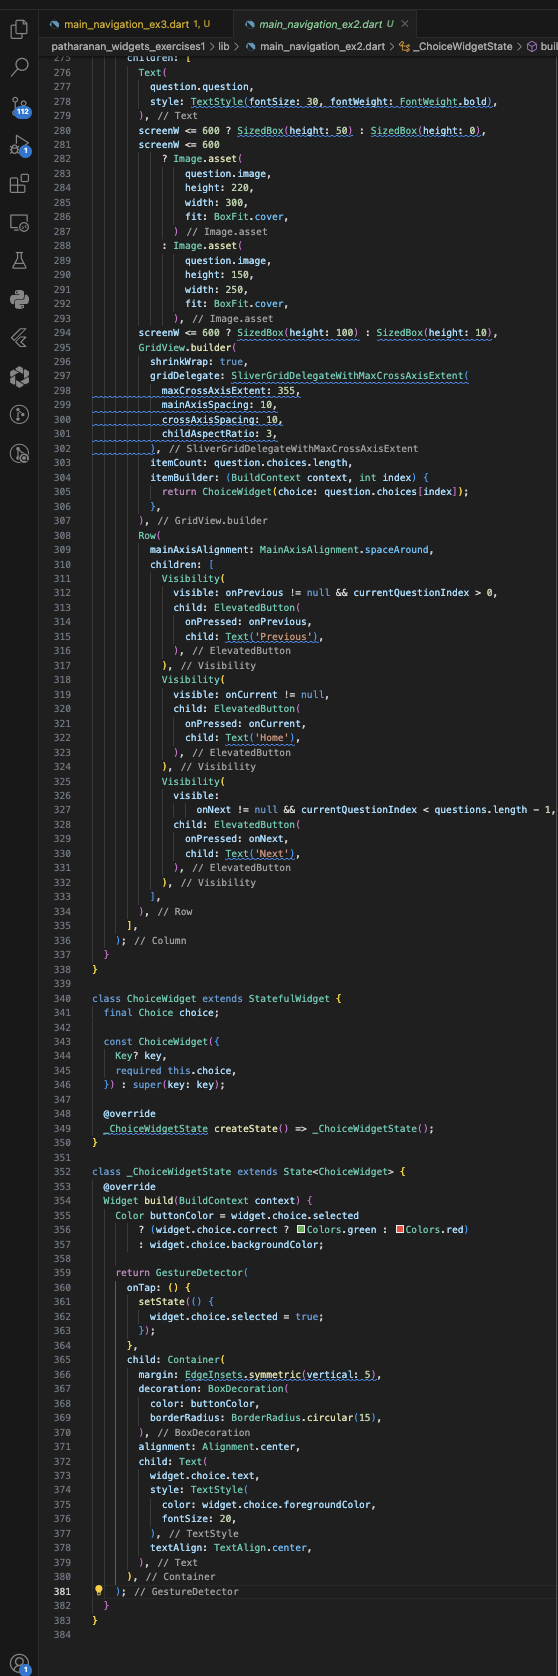 main_navigation_ex3.dart 1, U
main_navigation_ex2.dart U ×
patharanan_widgets_exercises1 > lib > main_navigation_ex2.dart > _ChoiceWidgetState > buil
275 children: [
276 Text(
277 question.question,
278 style: TextStyle(fontSize: 30, fontWeight: FontWeight.bold),
279 ), // Text
280 screenW <= 600 ? SizedBox(height: 50) : SizedBox(height: 0),
281 screenW <= 600
282 ? Image.asset(
283 question.image,
284 height: 220,
285 width: 300,
286 fit: BoxFit.cover,
287 ) // Image.asset
288 : Image.asset(
289 question.image,
290 height: 150,
291 width: 250,
292 fit: BoxFit.cover,
293 ), // Image.asset
294 screenW <= 600 ? SizedBox(height: 100) : SizedBox(height: 10),
295 GridView.builder(
296 shrinkWrap: true,
297 gridDelegate: SliverGridDelegateWithMaxCrossAxisExtent(
298 maxCrossAxisExtent: 355,
299 mainAxisSpacing: 10,
300 crossAxisSpacing: 10,
301 childAspectRatio: 3,
302 ), // SliverGridDelegateWithMaxCrossAxisExtent
303 itemCount: question.choices.length,
304 itemBuilder: (BuildContext context, int index) {
305 return ChoiceWidget(choice: question.choices[index]);
306 },
307 ), // GridView.builder
308 Row(
309 mainAxisAlignment: MainAxisAlignment.spaceAround,
310 children: [
311 Visibility(
312 visible: onPrevious != null && currentQuestionIndex > 0,
313 child: ElevatedButton(
314 onPressed: onPrevious,
315 child: Text('Previous'),
316 ), // ElevatedButton
317 ), // Visibility
318 Visibility(
319 visible: onCurrent != null,
320 child: ElevatedButton(
321 onPressed: onCurrent,
322 child: Text('Home'),
323 ), // ElevatedButton
324 ), // Visibility
325 Visibility(
326 visible:
327 onNext != null && currentQuestionIndex < questions.length - 1,
328 child: ElevatedButton(
329 onPressed: onNext,
330 child: Text('Next'),
331 ), // ElevatedButton
332 ), // Visibility
333 ],
334 ), // Row
335 ],
336 ); // Column
337 }
338 }
339
340 class ChoiceWidget extends StatefulWidget {
341 final Choice choice;
342
343 const ChoiceWidget({
344 Key? key,
345 required this.choice,
346 }) : super(key: key);
347
348 @override
349 _ChoiceWidgetState createState() => _ChoiceWidgetState();
350 }
351
352 class _ChoiceWidgetState extends State<ChoiceWidget> {
353 @override
354 Widget build(BuildContext context) {
355 Color buttonColor = widget.choice.selected
356 ? (widget.choice.correct ? Colors.green : Colors.red)
357 : widget.choice.backgroundColor;
358
359 return GestureDetector(
360 onTap: () {
361 setState(() {
362 widget.choice.selected = true;
363 });
364 },
365 child: Container(
366 margin: EdgeInsets.symmetric(vertical: 5),
367 decoration: BoxDecoration(
368 color: buttonColor,
369 borderRadius: BorderRadius.circular(15),
370 ), // BoxDecoration
371 alignment: Alignment.center,
372 child: Text(
373 widget.choice.text,
374 style: TextStyle(
375 color: widget.choice.foregroundColor,
376 fontSize: 20,
377 ), // TextStyle
378 textAlign: TextAlign.center,
379 ), // Text
380 ), // Container
381 ); // GestureDetector
382 }
383 }
384
112
1
1